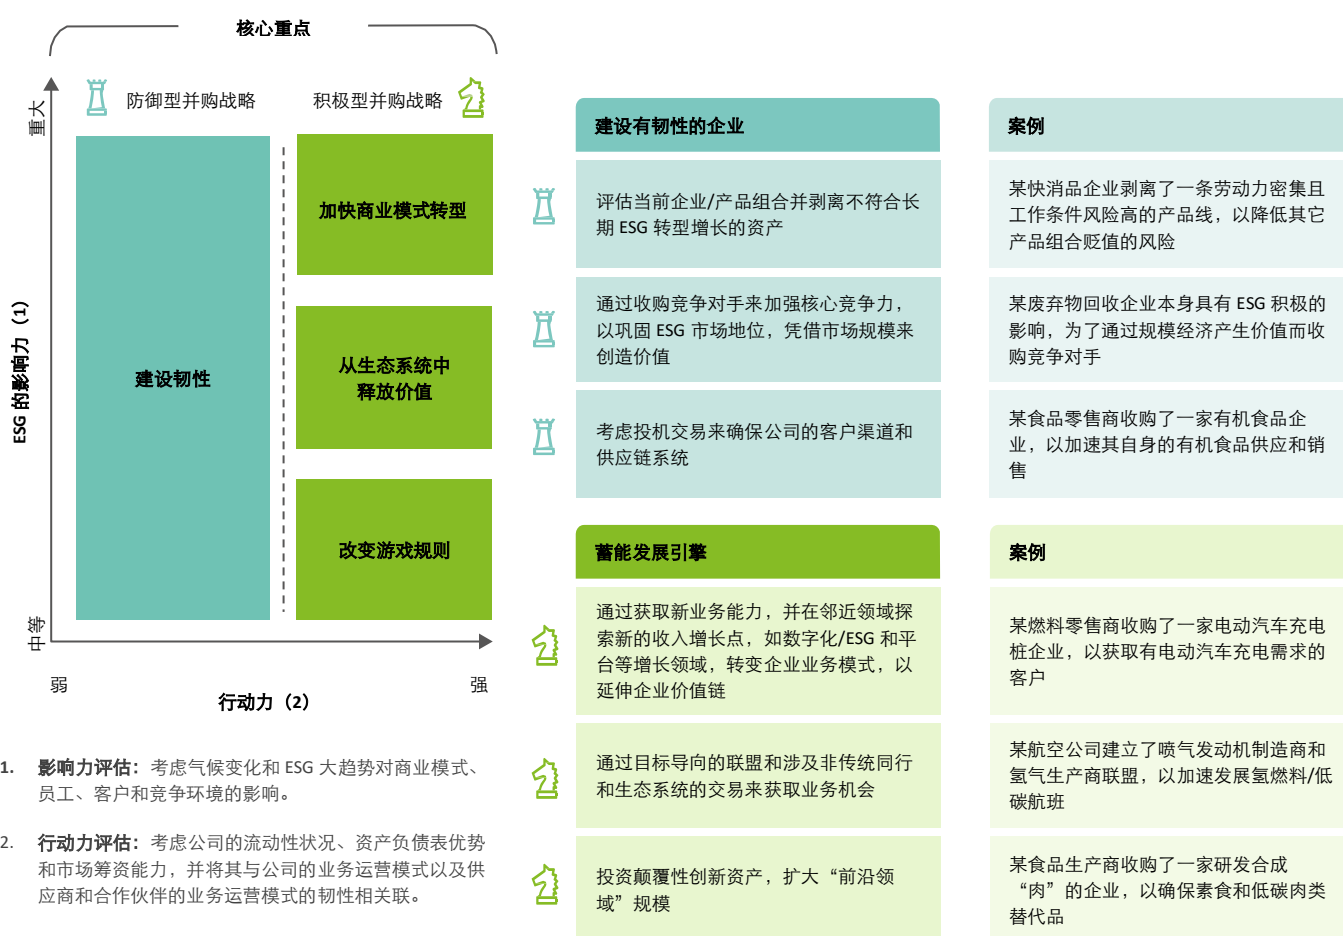 核心重点
防御型并购战略
积极型并购战略
重大
ESG 的影响力（1）
中等
建设韧性
加快商业模式转型
从生态系统中
释放价值
改变游戏规则
弱
强
行动力（2）
1. 影响力评估：考虑气候变化和 ESG 大趋势对商业模式、
员工、客户和竞争环境的影响。
2. 行动力评估：考虑公司的流动性状况、资产负债表优势
和市场筹资能力，并将其与公司的业务运营模式以及供
应商和合作伙伴的业务运营模式的韧性相关联。
建设有韧性的企业
案例
评估当前企业/产品组合并剥离不符合长
期 ESG 转型增长的资产
某快消品企业剥离了一条劳动力密集且
工作条件风险高的产品线，以降低其它
产品组合贬值的风险
通过收购竞争对手来加强核心竞争力，
以巩固 ESG 市场地位，凭借市场规模来
创造价值
某废弃物回收企业本身具有 ESG 积极的
影响，为了通过规模经济产生价值而收
购竞争对手
考虑投机交易来确保公司的客户渠道和
供应链系统
某食品零售商收购了一家有机食品企
业，以加速其自身的有机食品供应和销
售
蓄能发展引擎
案例
通过获取新业务能力，并在邻近领域探
索新的收入增长点，如数字化/ESG 和平
台等增长领域，转变企业业务模式，以
延伸企业价值链
某燃料零售商收购了一家电动汽车充电
桩企业，以获取有电动汽车充电需求的
客户
通过目标导向的联盟和涉及非传统同行
和生态系统的交易来获取业务机会
某航空公司建立了喷气发动机制造商和
氢气生产商联盟，以加速发展氢燃料/低
碳航班
投资颠覆性创新资产，扩大“前沿领
域”规模
某食品生产商收购了一家研发合成
“肉”的企业，以确保素食和低碳肉类
替代品